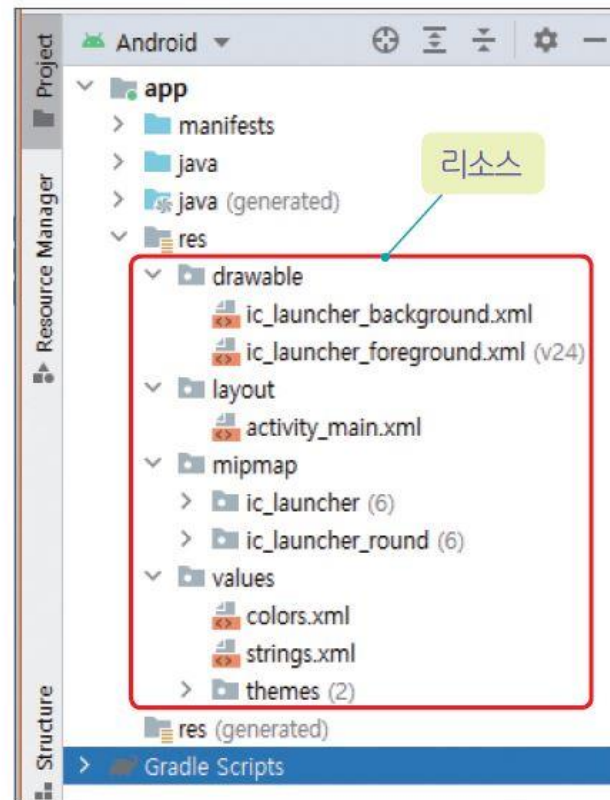 Project
Resource Manager
Structure
Android
app
manifests
java
리소스
java (generated)
res
drawable
ic_launcher_background.xml
ic_launcher_foreground.xml (v24)
layout
activity_main.xml
mipmap
ic_launcher (6)
ic_launcher_round (6)
values
colors.xml
strings.xml
themes (2)
res (generated)
Gradle Scripts